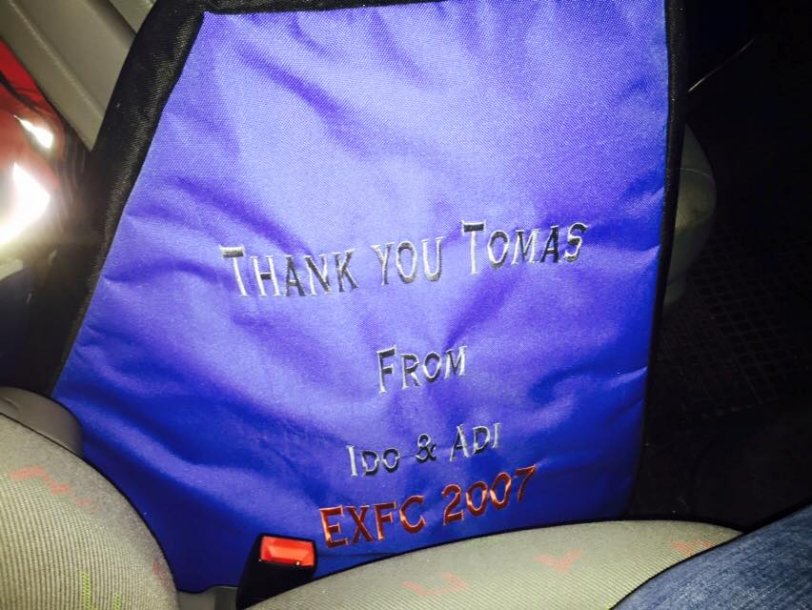 THANK YOU TOMAS
FROM
IDO & ADI
EXFC 2007